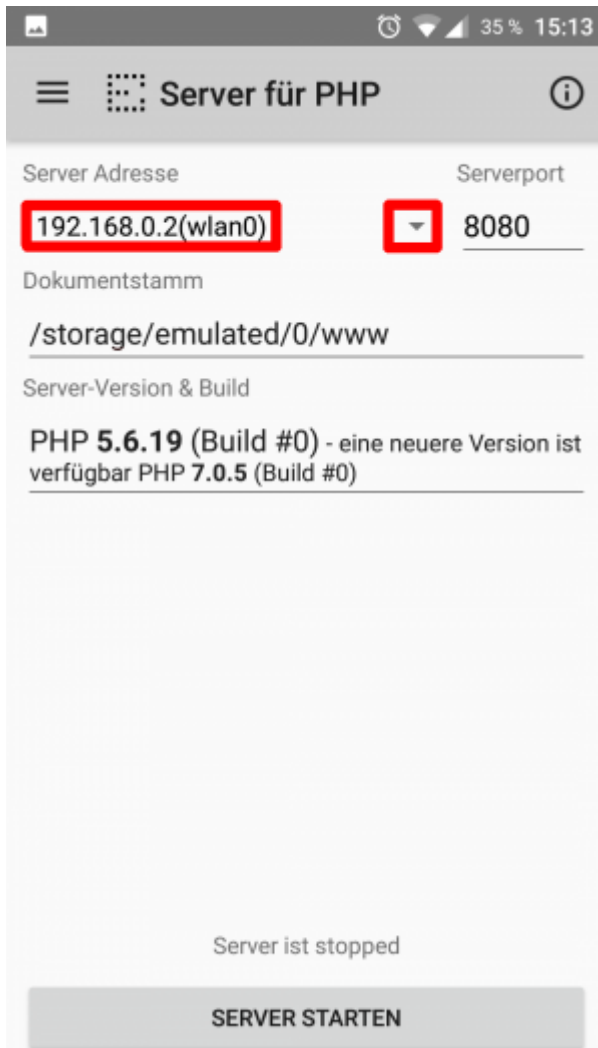 35 % 15:13
Server für PHP
Server Adresse Serverport
192.168.0.2(wlan0) 8080
Dokumentstamm
/storage/emulated/0/www
Server-Version & Build
PHP 5.6.19 (Build #0) - eine neuere Version ist
verfügbar PHP 7.0.5 (Build #0)
Server ist stopped
SERVER STARTEN